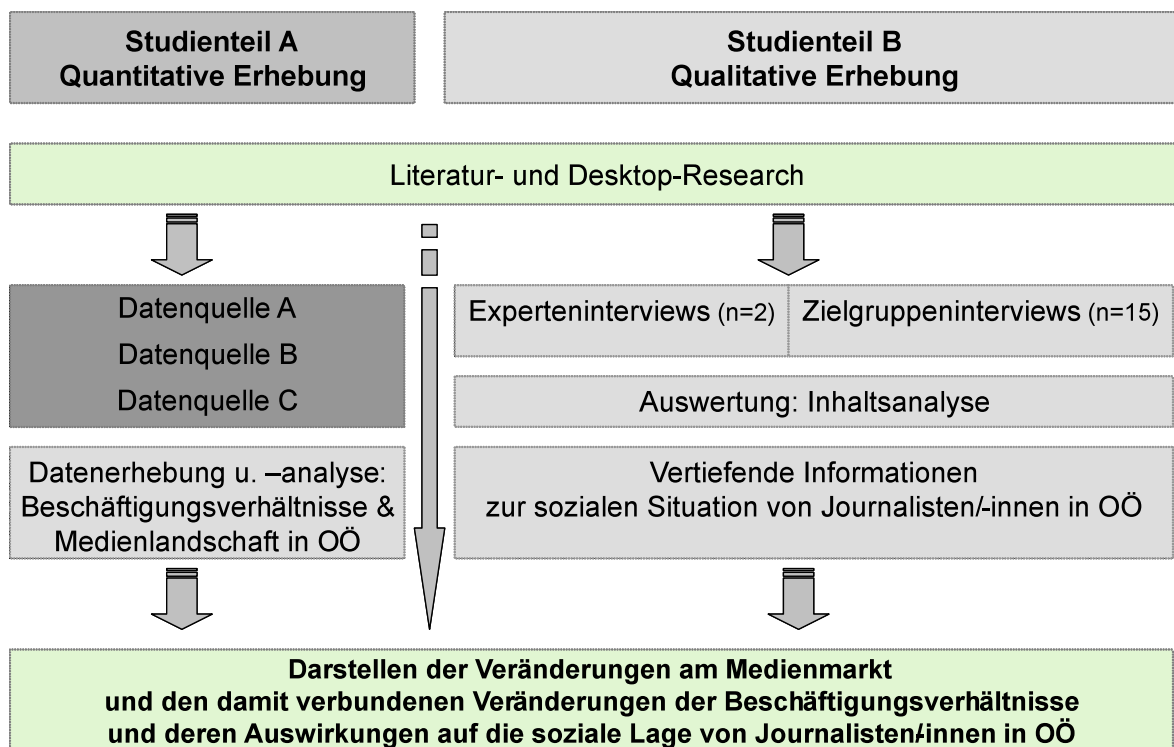 Studienteil A
Quantitative Erhebung
Studienteil B
Qualitative Erhebung
Literatur- und Desktop-Research
Datenquelle A
Datenquelle B
Datenquelle C
Datenerhebung u. –analyse:
Beschäftigungsverhältnisse &
Medienlandschaft in OÖ
Experteninterviews (n=2)
Zielgruppeninterviews (n=15)
Auswertung: Inhaltsanalyse
Vertiefende Informationen
zur sozialen Situation von Journalisten/-innen in OÖ
Darstellen der Veränderungen am Medienmarkt
und den damit verbundenen Veränderungen der Beschäftigungsverhältnisse
und deren Auswirkungen auf die soziale Lage von Journalisten/-innen in OÖ